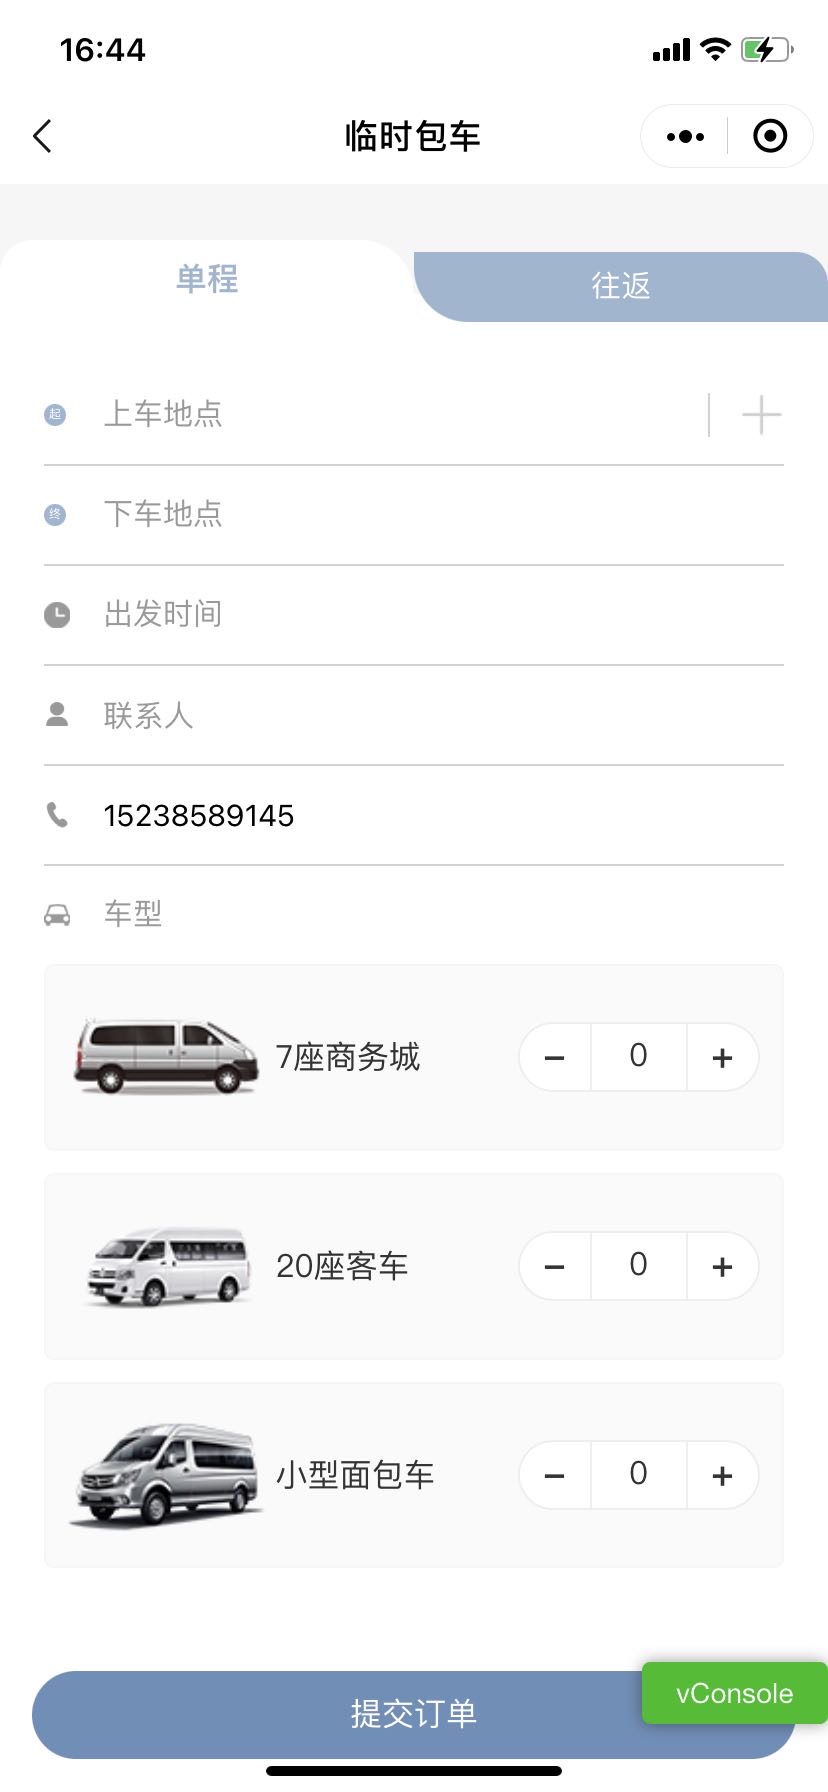 16:44
临时包车
单程
往返
起 上车地点
终 下车地点
出发时间
联系人
15238589145
车型
7座商务城
0
20座客车
0
小型面包车
0
vConsole
提交订单